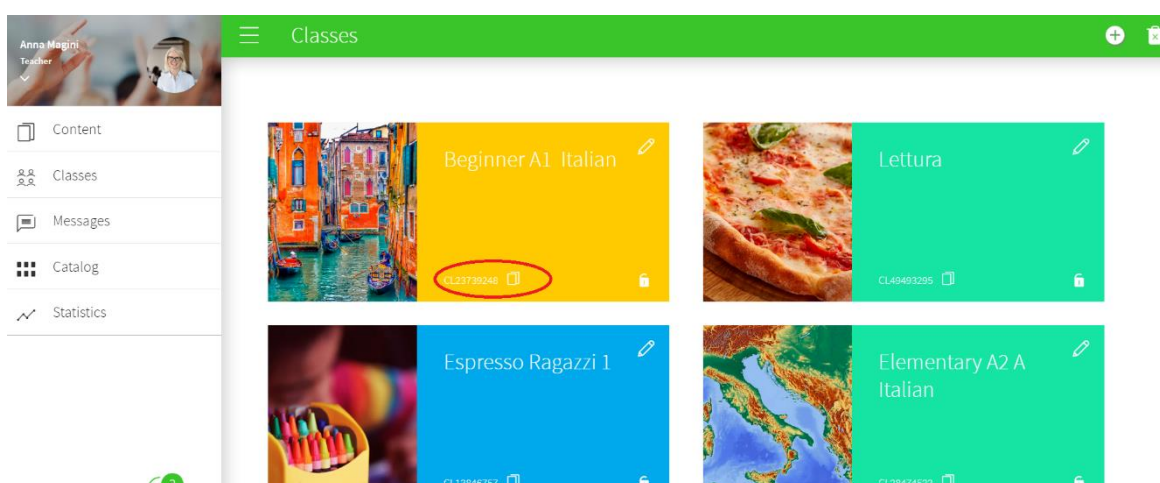 Anna Magini
Teacher
Classes
Content
Classes
Messages
Catalog
Statistics
Beginner A1 Italian
CL23739248
Lettura
CL49493295
Espresso Ragazzi 1
Elementary A2 A
Italian